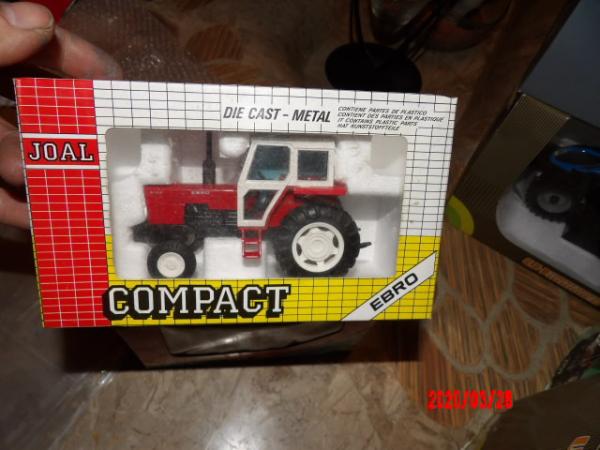 JOAL
DIE CAST - METAL
CONTIENE PARTES DE PLASTICO
CONTIENT DES PARTIES EN PLASTIQUE
IT CONTAINS PLASTIC PARTS
HAT KUNSTSTOFFTEILE
EBRO
COMPACT
EBRO
2020/03/28